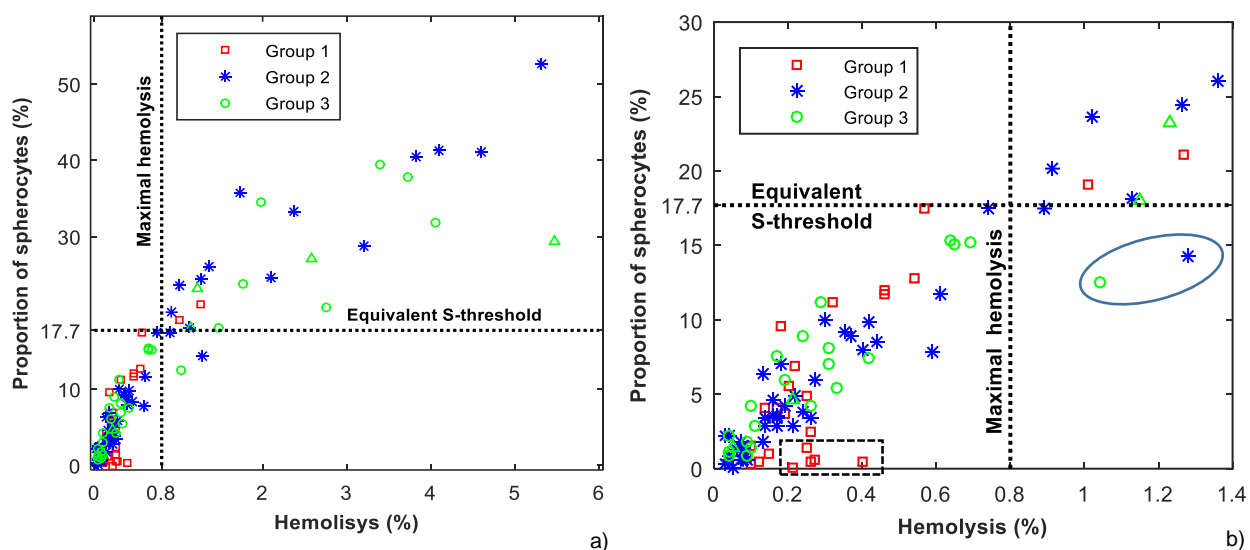 Proportion of spherocytes (%)
50
40
30
17.7
10
0
Group 1
Group 2
Group 3
Maximal hemolysis
Equivalent S-threshold
0
0.8
2
3
4
5
6
Hemolisys (%)
a)
Proportion of spherocytes (%)
30
25
20
17.7
15
10
5
0
Group 1
Group 2
Group 3
Equivalent
S-threshold
Maximal hemolysis
0
0.2
0.4
0.6
0.8
1
1.2
1.4
Hemolysis (%)
b)